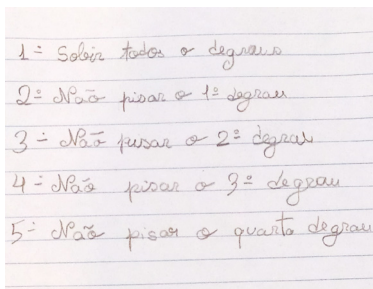 1 - Subir todos o degraus
2 - Não pisar o 1º degrau
3 - Não pisar o 2º degrau
4 - Não pisar o 3º degrau
5 - Não pisar o quarto degrau